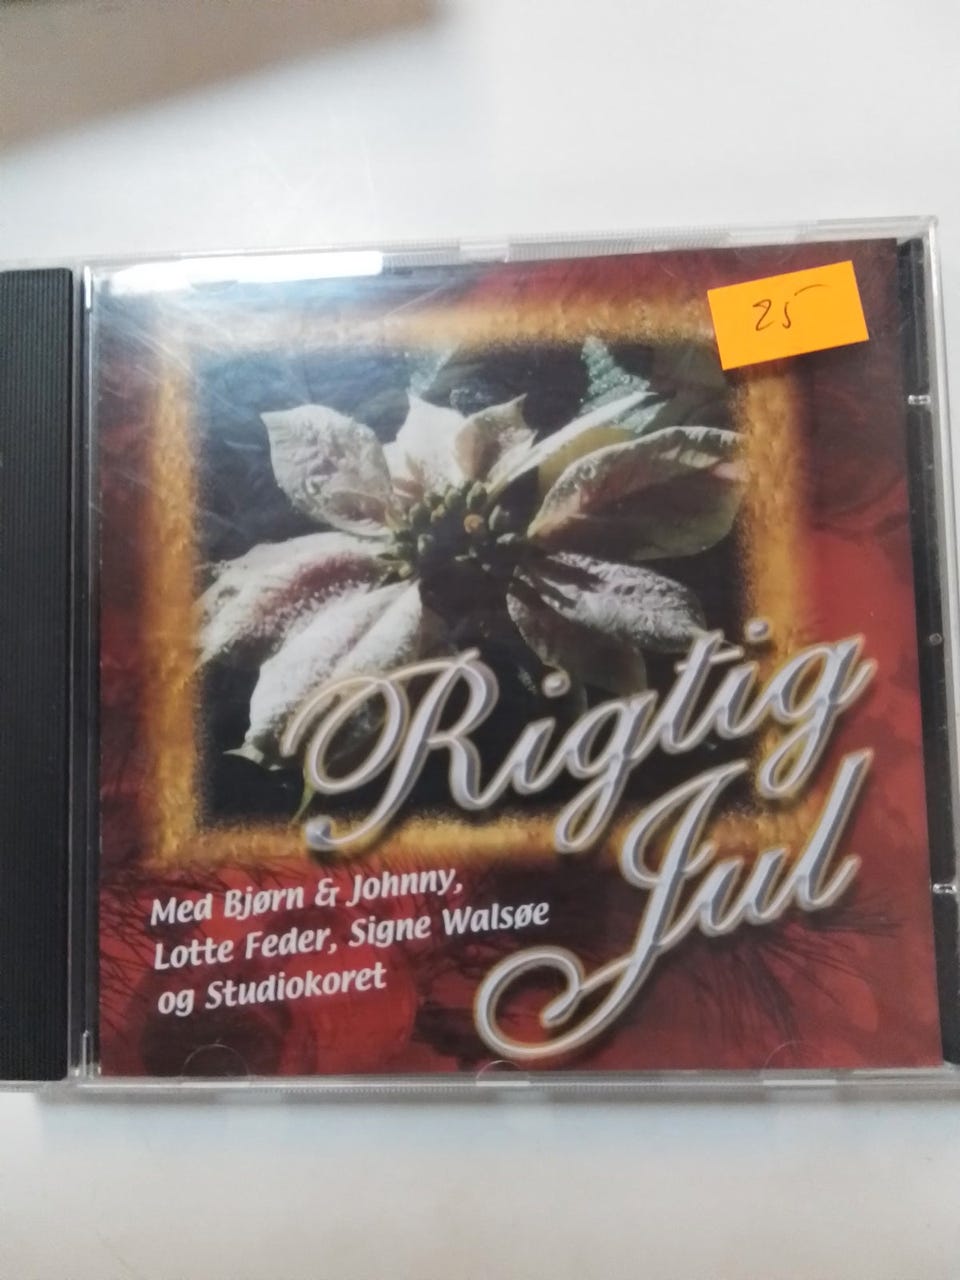 25
Rigtig
Jul
Med Bjørn & Johnny,
Lotte Feder, Signe Walsøe
og Studiokoret